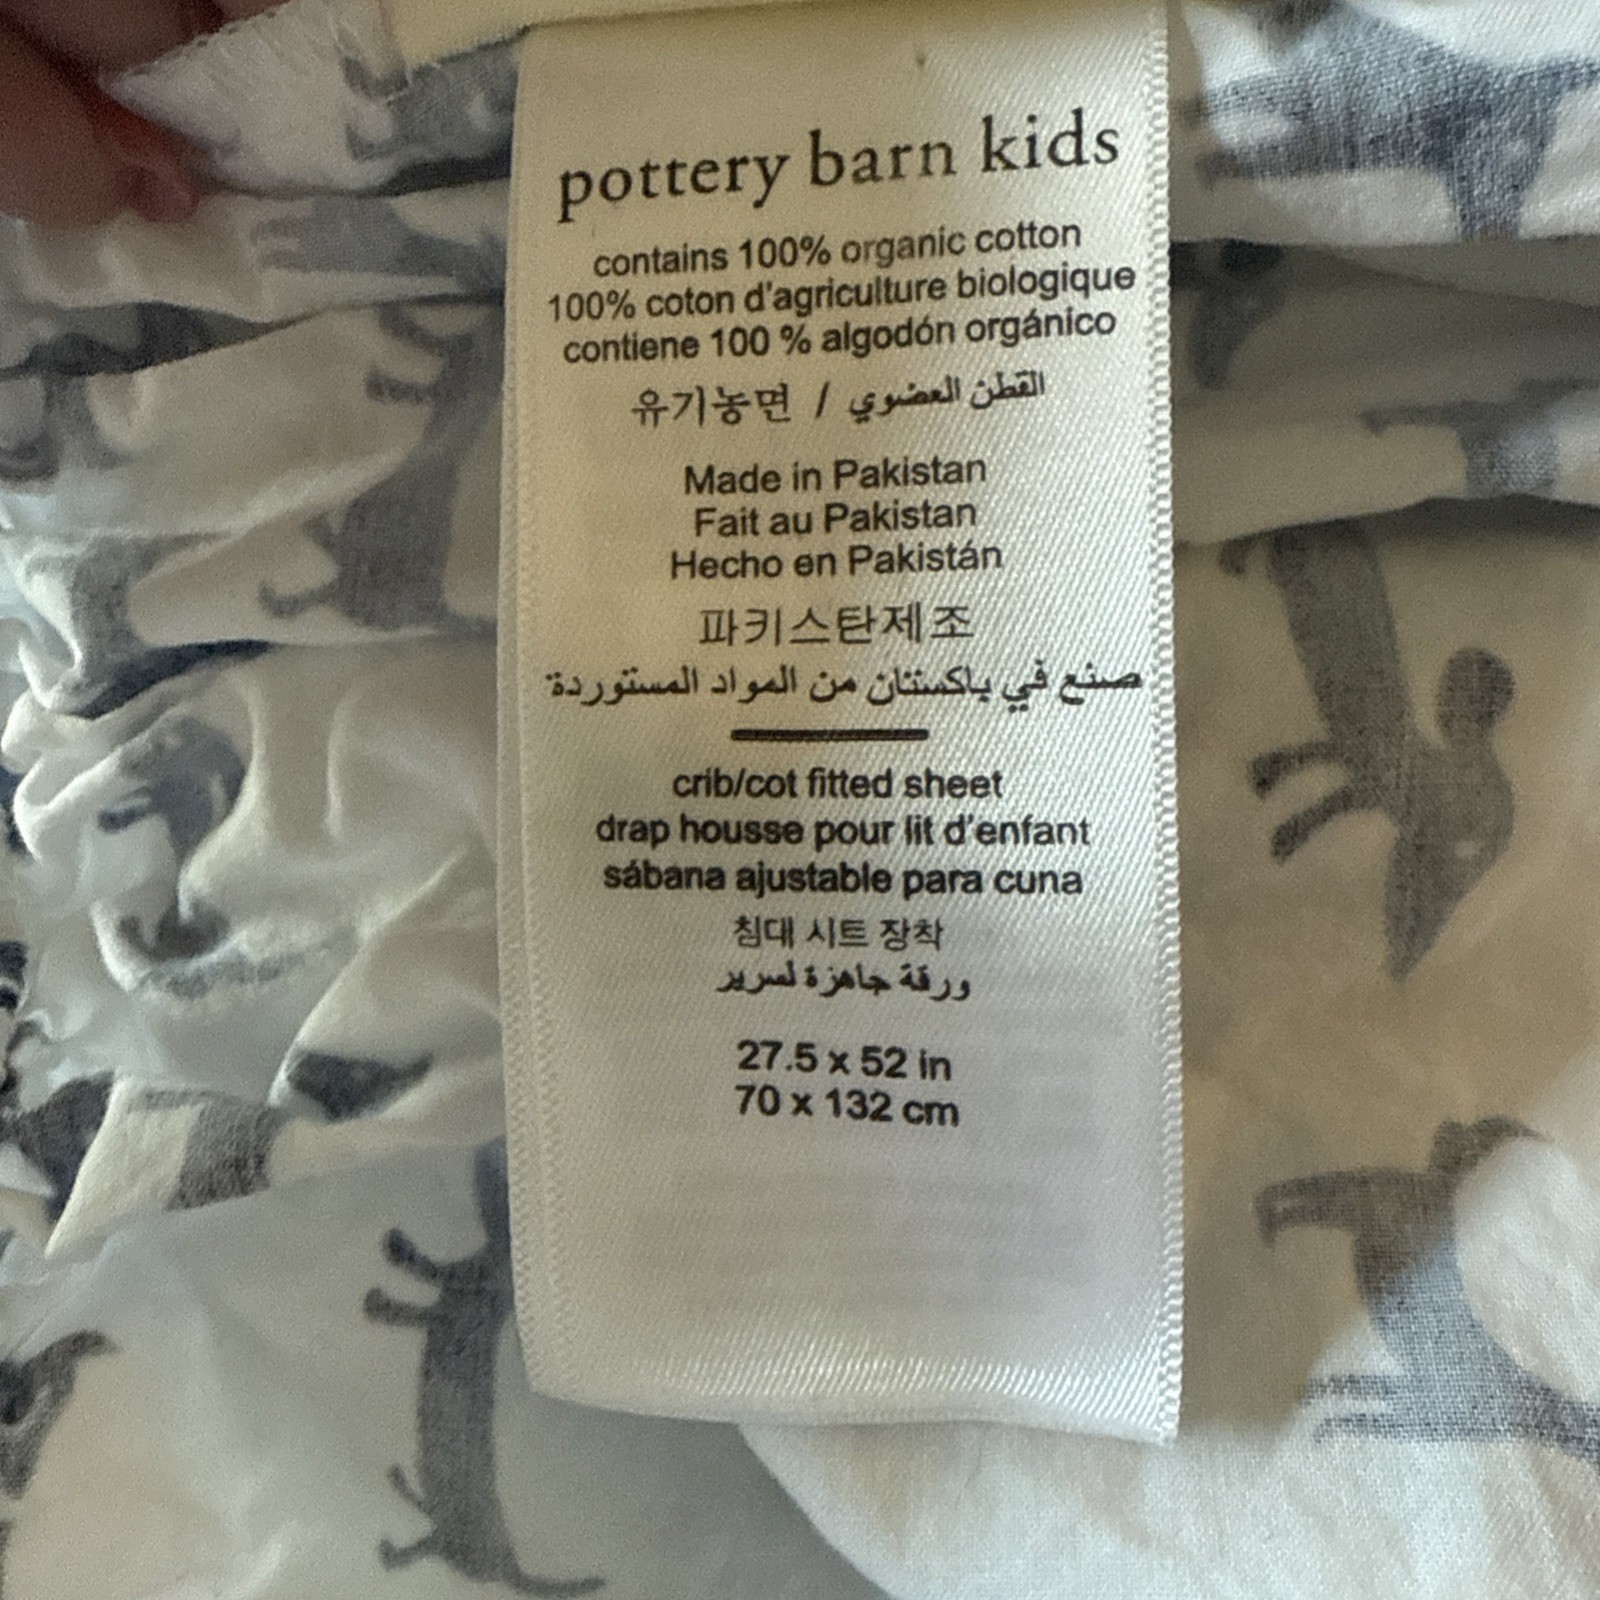 pottery barn kids
contains 100% organic cotton
100% coton d'agriculture biologique
contiene 100 % algodón orgánico
유기농면 / القطن العضوي
Made in Pakistan
Fait au Pakistan
Hecho en Pakistán
파키스탄제조
صنع في باكستان من المواد المستوردة
crib/cot fitted sheet
drap housse pour lit d'enfant
sábana ajustable para cuna
침대 시트 장착
ورقة جاهزة لسرير
27.5 x 52 in
70 x 132 cm